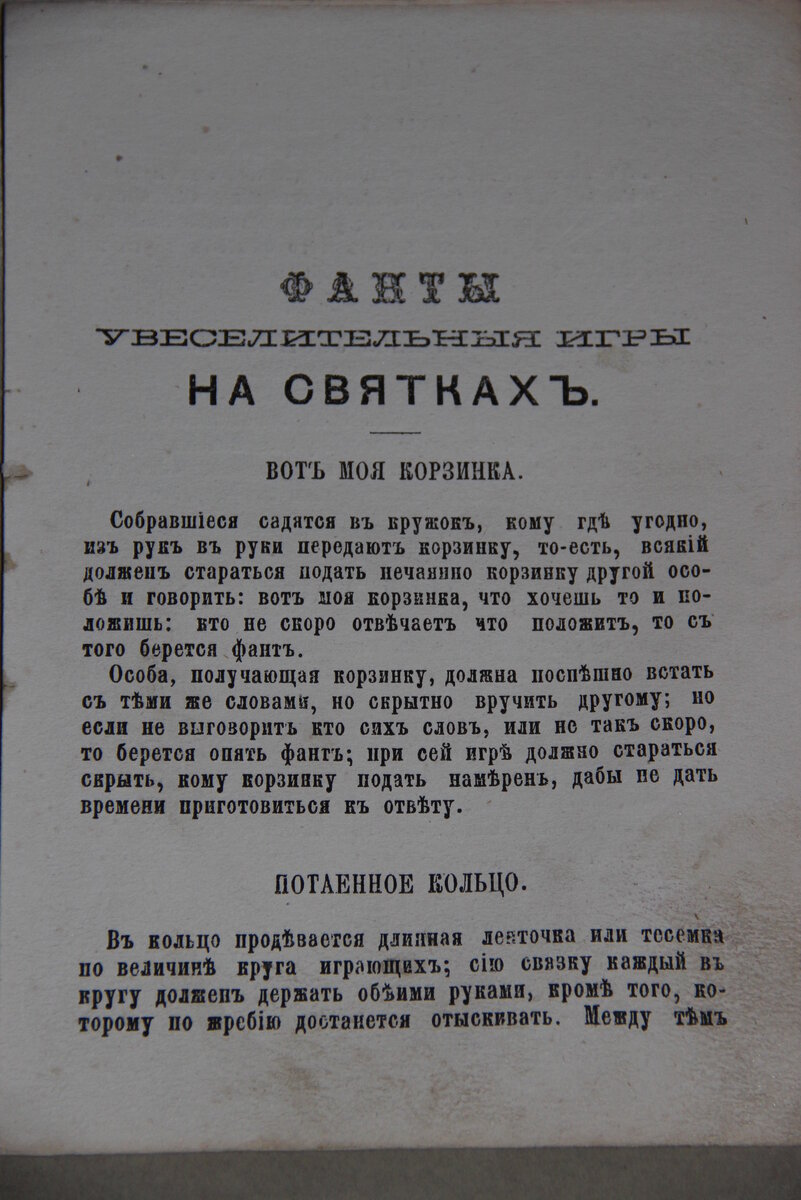 ФАНТЫ
УВЕСЕЛИТЕЛЬНЫЯ ИГРЫ
НА СВЯТКАХЪ.
ВОТЪ МОЯ КОРЗИНКА.
Собравшіеся садятся въ кружокъ, кому гдѣ угодно,
изъ рукъ въ руки передаютъ корзинку, то-есть, всякій
долженъ стараться подать нечаянно корзинку другой осо-
бѣ и говорить: вотъ моя корзинка, что хочешь то и по-
ложишь: кто не скоро отвѣчаетъ что положитъ, то съ
того берется фантъ.
Особа, получающая корзинку, должна поспѣшно встать
съ тѣми же словами, но скрытно вручить другому; но
если не выговоритъ кто сихъ словъ, или не такъ скоро,
то берется опять фантъ; при сей игрѣ должно стараться
скрыть, кому корзинку подать намѣренъ, дабы не дать
времени приготовиться къ отвѣту.
ПОТАЕННОЕ КОЛЬЦО.
Въ кольцо продѣвается длинная ленточка или тесемка
по величинѣ круга играющихъ; сію связку каждый въ
кругу долженъ держать обѣими руками, кромѣ того, ко-
торому по жребію достанется отыскивать. Между тѣмъ